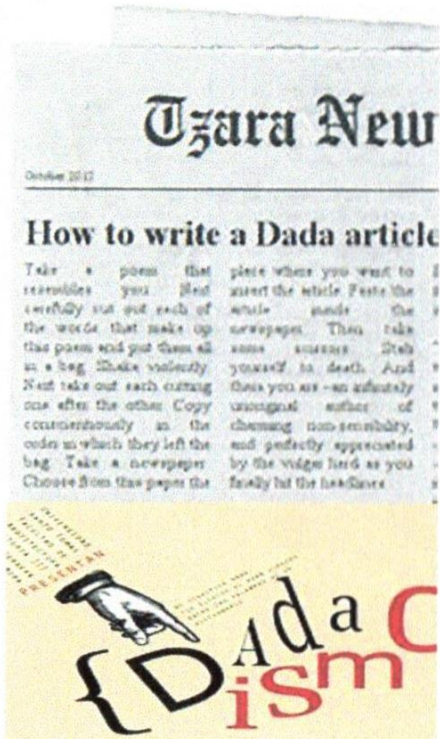 Tzara New
October 2012
How to write a Dada article
Take a poem that
resembles you Next
carefully cut out each of
the words that make up
this poem and put them all
in a bag Shake violently
Next take out each cutting
one after the other Copy
conscientiously in the
order in which they left the
bag Take a newspaper
Choose from this paper the
place where you want to
insert the article Paste the
article inside the
newspaper Then take
some scissors Stab
yourself to death And
there you are - an infinitely
unoriginal author of
charming non-sensibility,
and perfectly appreciated
by the vulgar herd as you
finally hit the headlines
PRESENTAN
{Dada
ismo